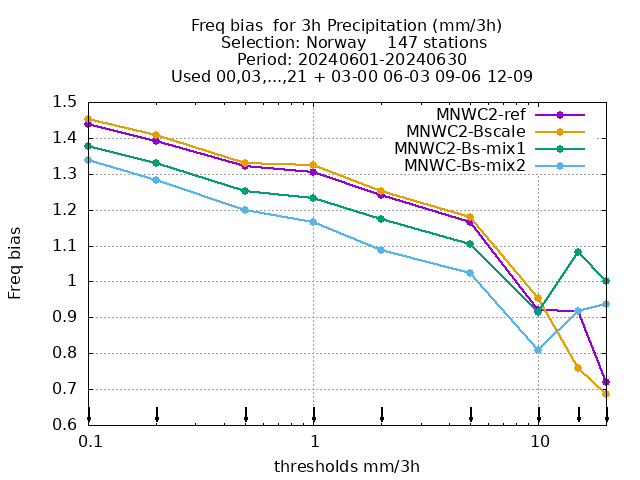 Freq bias  for 3h Precipitation (mm/3h)
Selection: Norway    147 stations
Period: 20240601-20240630
Used 00,03,...,21 + 03-00 06-03 09-06 12-09
MNWC2-ref
MNWC2-Bscale
MNWC2-Bs-mix1
MNWC-Bs-mix2
1.5
1.4
1.3
1.2
1.1
1
0.9
0.8
0.7
0.6
Freq bias
0.1 1 10
thresholds mm/3h